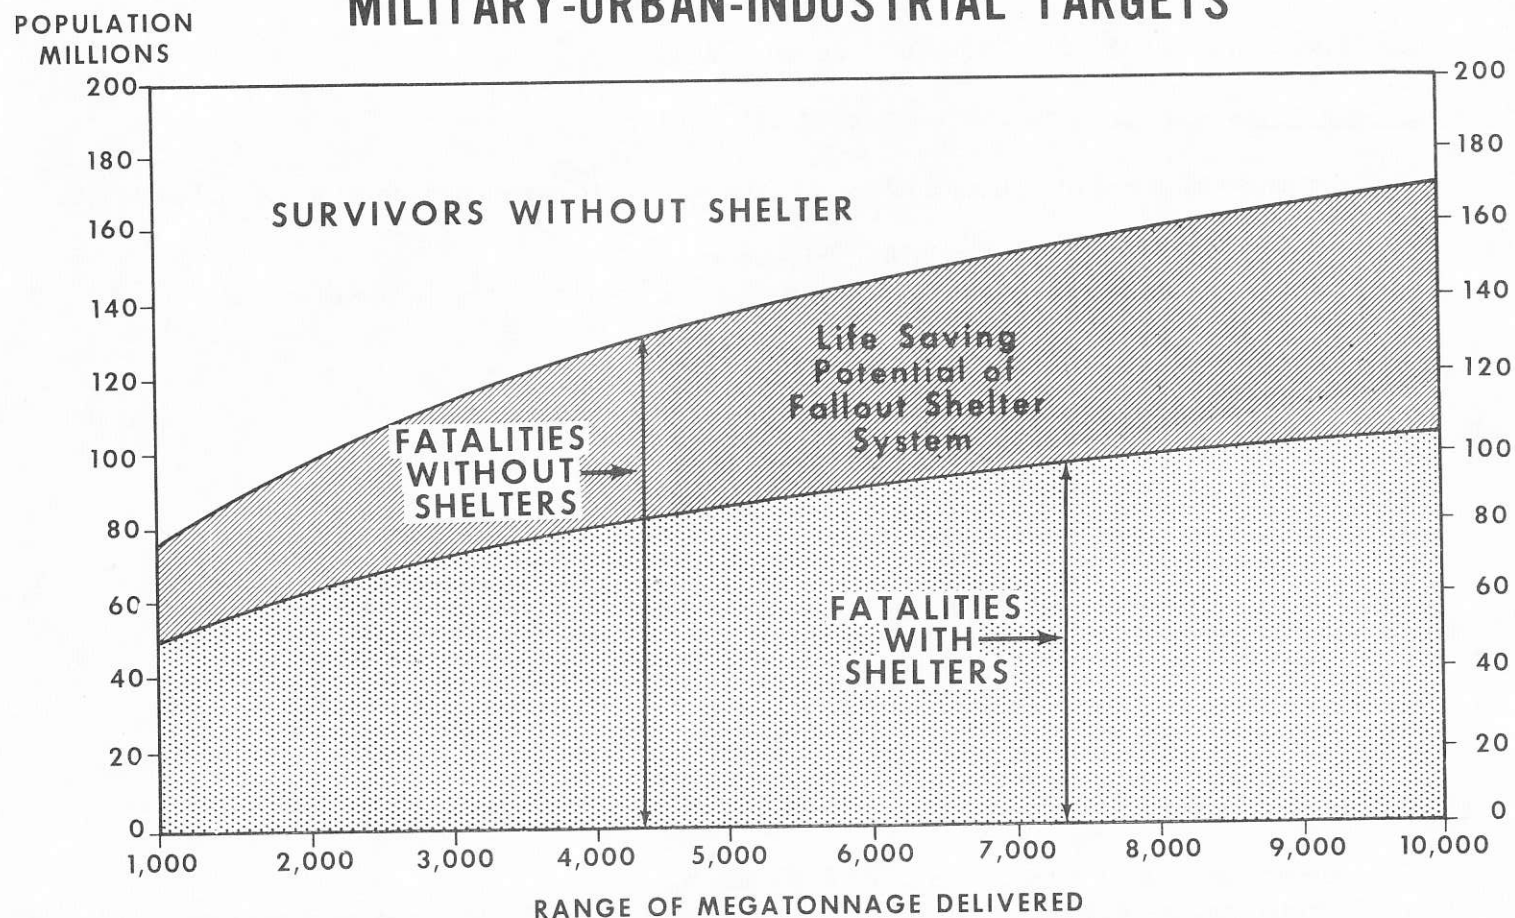 MILITARY-URBAN-INDUSTRIAL TARGETS
POPULATION
MILLIONS
200
180
160
140
120
100
80
60
40
20
0
200
180
160
140
120
100
80
60
40
20
0
SURVIVORS WITHOUT SHELTER
Life Saving
Potential of
Fallout Shelter
System
FATALITIES
WITHOUT
SHELTERS
FATALITIES
WITH
SHELTERS
1,000 2,000 3,000 4,000 5,000 6,000 7,000 8,000 9,000 10,000
RANGE OF MEGATONNAGE DELIVERED